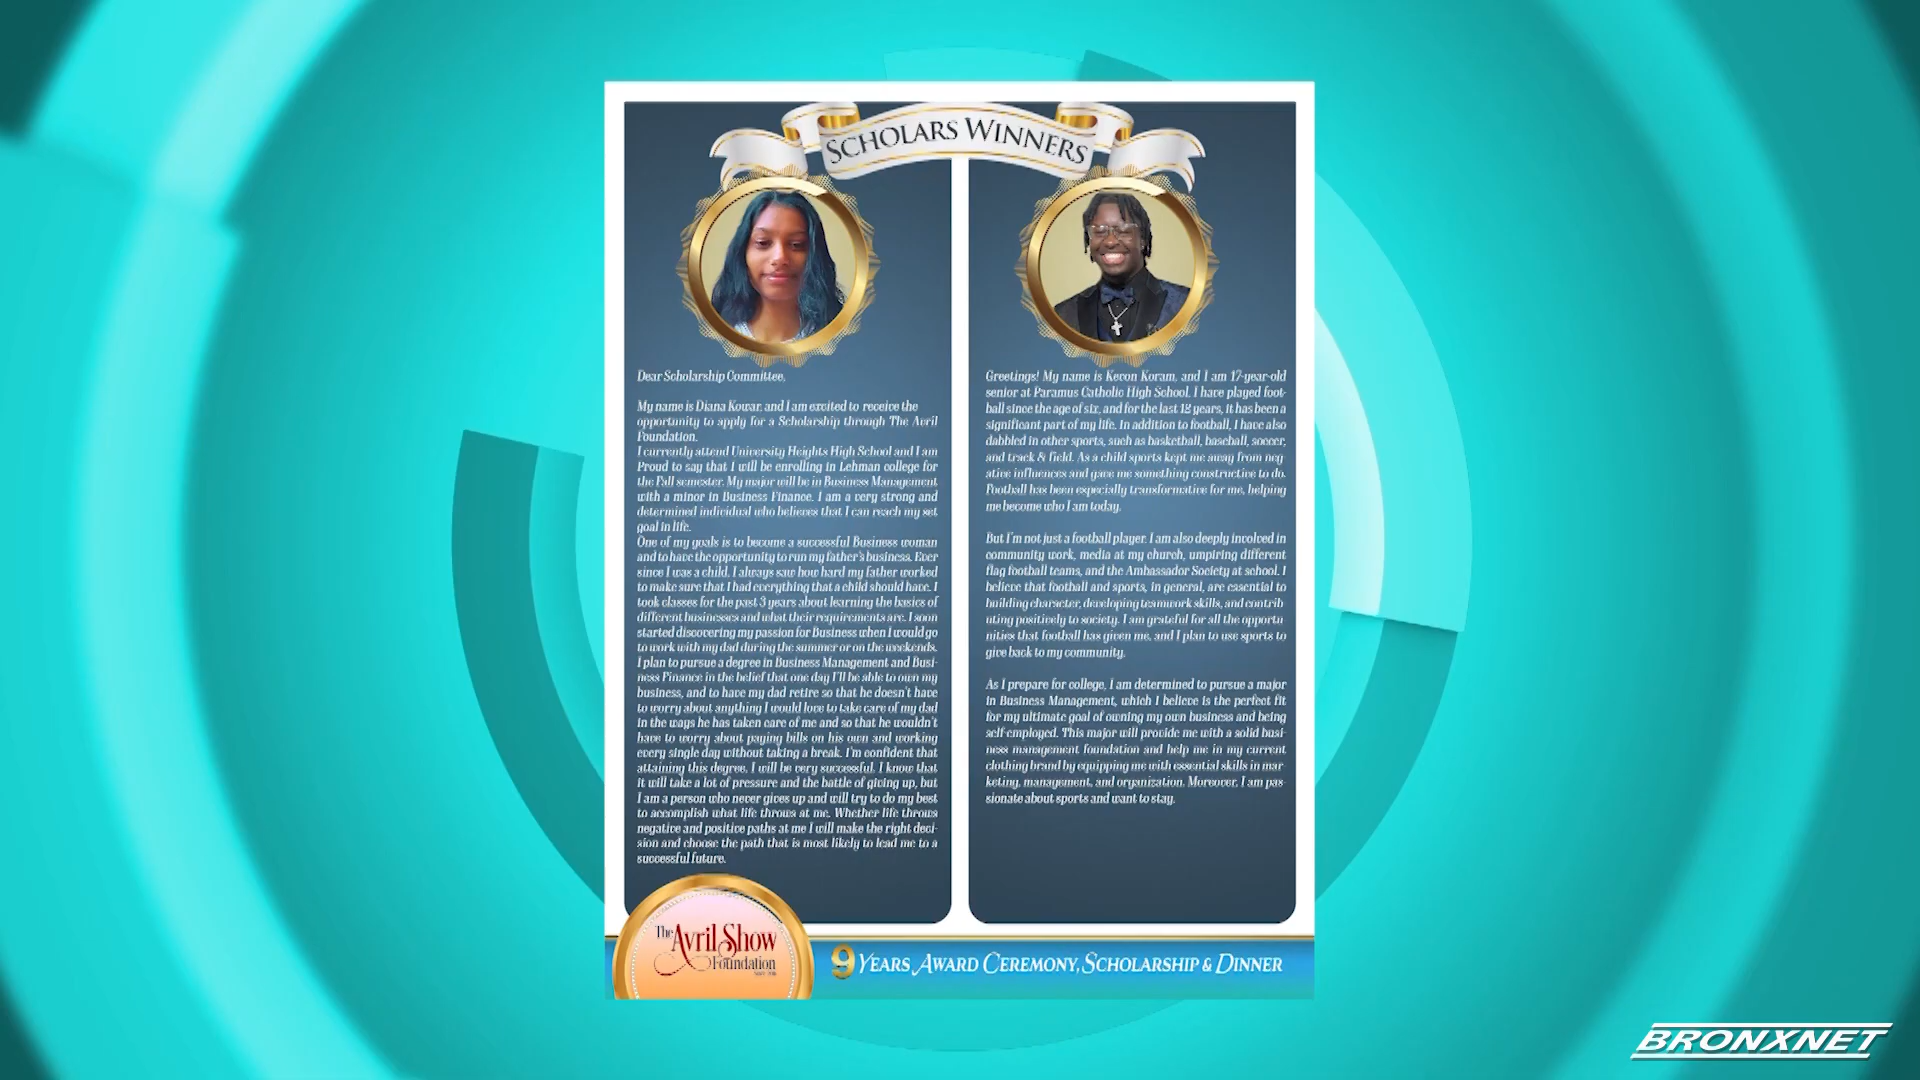 SCHOLARS WINNERS
Dear Scholarship Committee,
My name is Diana Kowar, and I am excited to receive the
opportunity to apply for a Scholarship through The Avril
Foundation.
I currently attend University Heights High School and I am
Proud to say that I will be enrolling in Lehman college for
the Fall semester. My major will be in Business Management
with a minor in Business Finance. I am a very strong and
determined individual who believes that I can reach my set
goal in life.
One of my goals is to become a successful Business woman
and to have the opportunity to run my father's business. Ever
since I was a child. I always saw how hard my father worked
to make sure that I had everything that a child should have. I
took classes for the past 3 years about learning the basics of
different businesses and what their requirements are. I soon
started discovering my passion for Business when I would go
to work with my dad during the summer or on the weekends.
I plan to pursue a degree in Business Management and Busi-
ness Finance in the belief that one day I'll be able to own my
business, and to have my dad retire so that he doesn't have
to worry about anything I would love to take care of my dad
in the ways he has taken care of me and so that he wouldn't
have to worry about paying bills on his own and working
every single day without taking a break. I'm confident that
attaining this degree, I will be very successful. I know that
it will take a lot of pressure and the battle of giving up, but
I am a person who never gives up and will try to do my best
to accomplish what life throws at me. Whether life throws
negative and positive paths at me I will make the right deci-
sion and choose the path that is most likely to lead me to a
successful future.
Greetings! My name is Kevon Koram, and I am 17-year-old
senior at Paramus Catholic High School. I have played foot-
ball since the age of six, and for the last 12 years, it has been a
significant part of my life. In addition to football, I have also
dabbled in other sports, such as basketball, baseball, soccer,
and track & field. As a child sports kept me away from neg-
ative influences and gave me something constructive to do.
Football has been especially transformative for me, helping
me become who I am today.
But I'm not just a football player. I am also deeply involved in
community work, media at my church, umpiring different
flag football teams, and the Ambassador Society at school. I
believe that football and sports, in general, are essential to
building character, developing teamwork skills, and contrib-
uting positively to society. I am grateful for all the opportu-
nities that football has given me, and I plan to use sports to
give back to my community.
As I prepare for college, I am determined to pursue a major
in Business Management, which I believe is the perfect fit
for my ultimate goal of owning my own business and being
self-employed. This major will provide me with a solid busi-
ness management foundation and help me in my current
clothing brand by equipping me with essential skills in mar-
keting, management, and organization. Moreover, I am pas-
sionate about sports and want to stay.
The Avril Show
Foundation
9 YEARS AWARD CEREMONY, SCHOLARSHIP & DINNER
BRONXNET